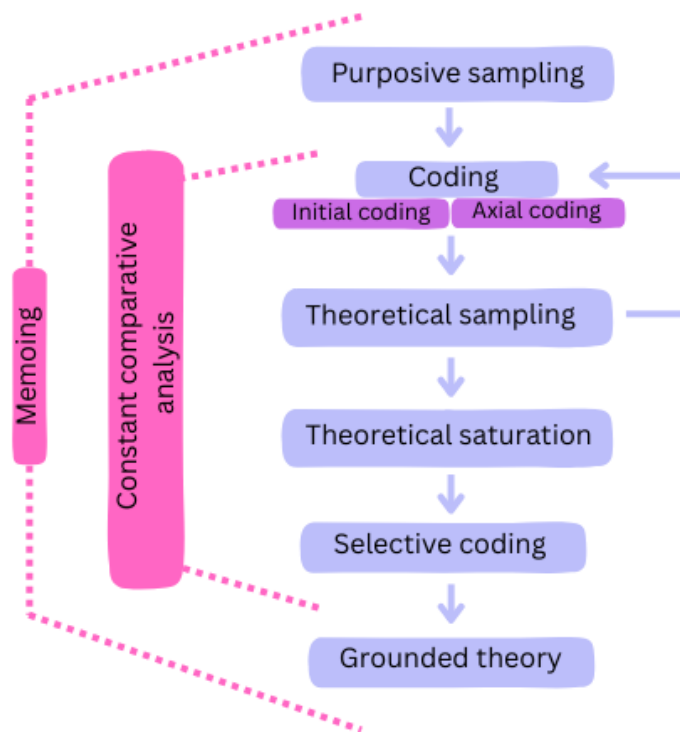 Purposive sampling
Coding
Initial coding
Axial coding
Theoretical sampling
Theoretical saturation
Selective coding
Grounded theory
Memoing
Constant comparative
analysis